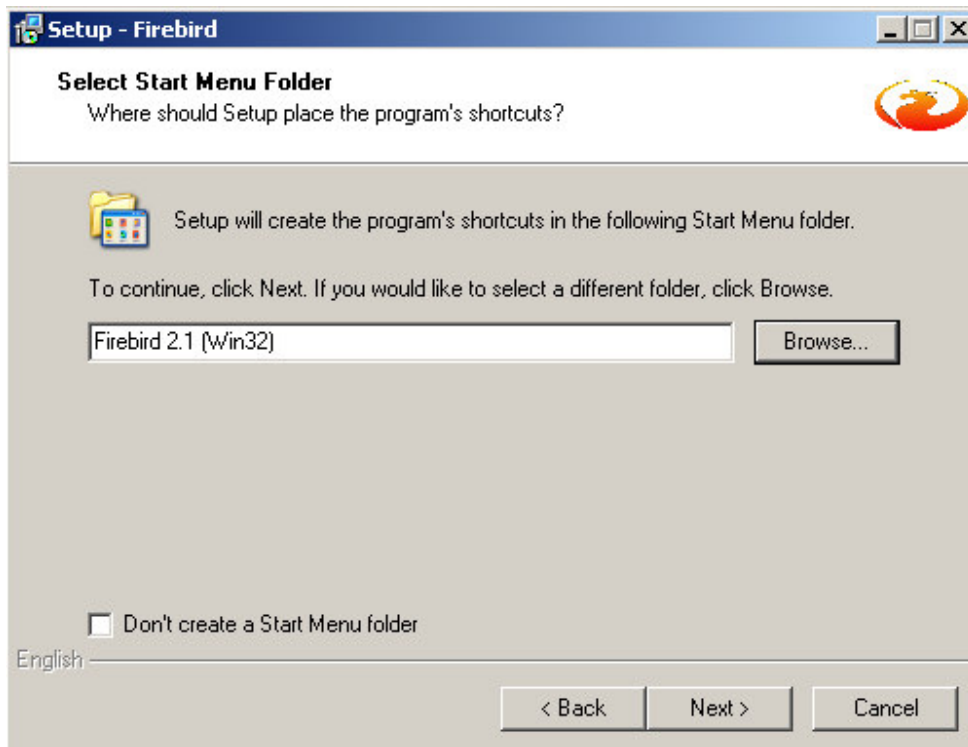 Setup - Firebird
Select Start Menu Folder
Where should Setup place the program's shortcuts?
Setup will create the program's shortcuts in the following Start Menu folder.
To continue, click Next. If you would like to select a different folder, click Browse.
Firebird 2.1 (Win32)
Browse...
Don't create a Start Menu folder
English
< Back
Next >
Cancel